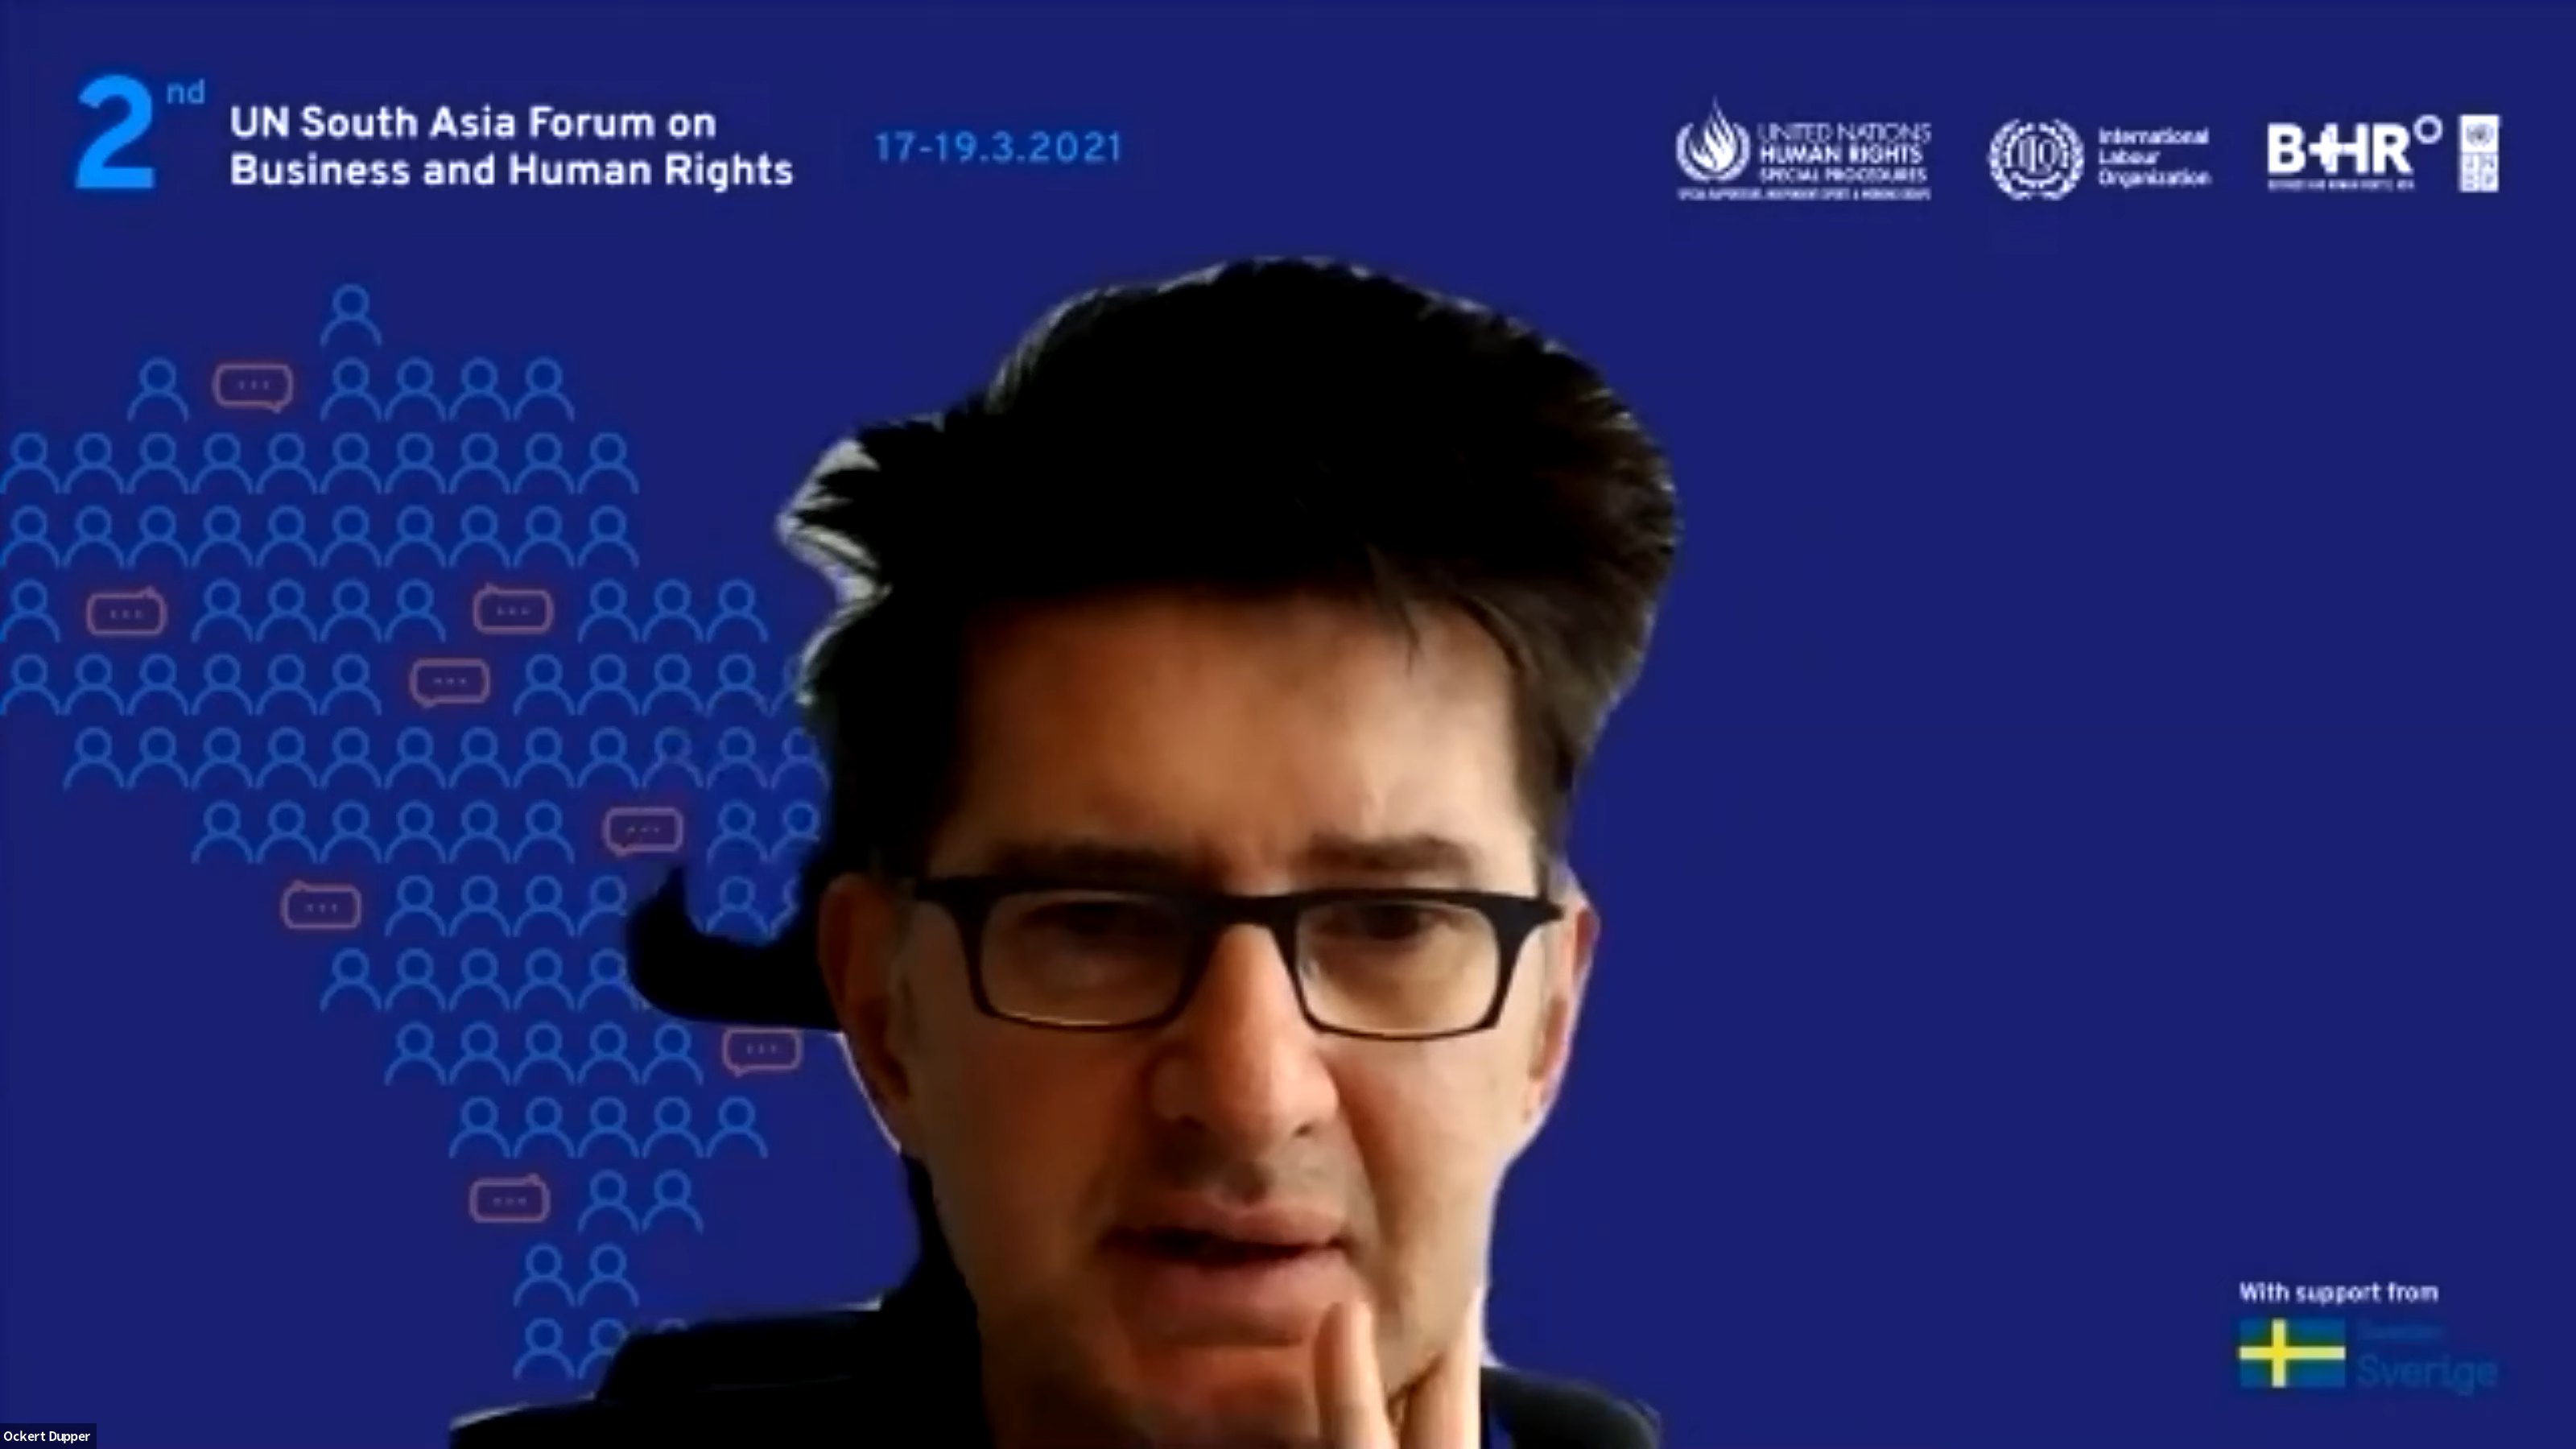 2nd
UN South Asia Forum on
Business and Human Rights
17-19.3.2021
UNITED NATIONS
HUMAN RIGHTS
SPECIAL PROCEDURES
International
Labour
Organization
B+HR
With support from
Sweden
Sverige
Ockert Dupper